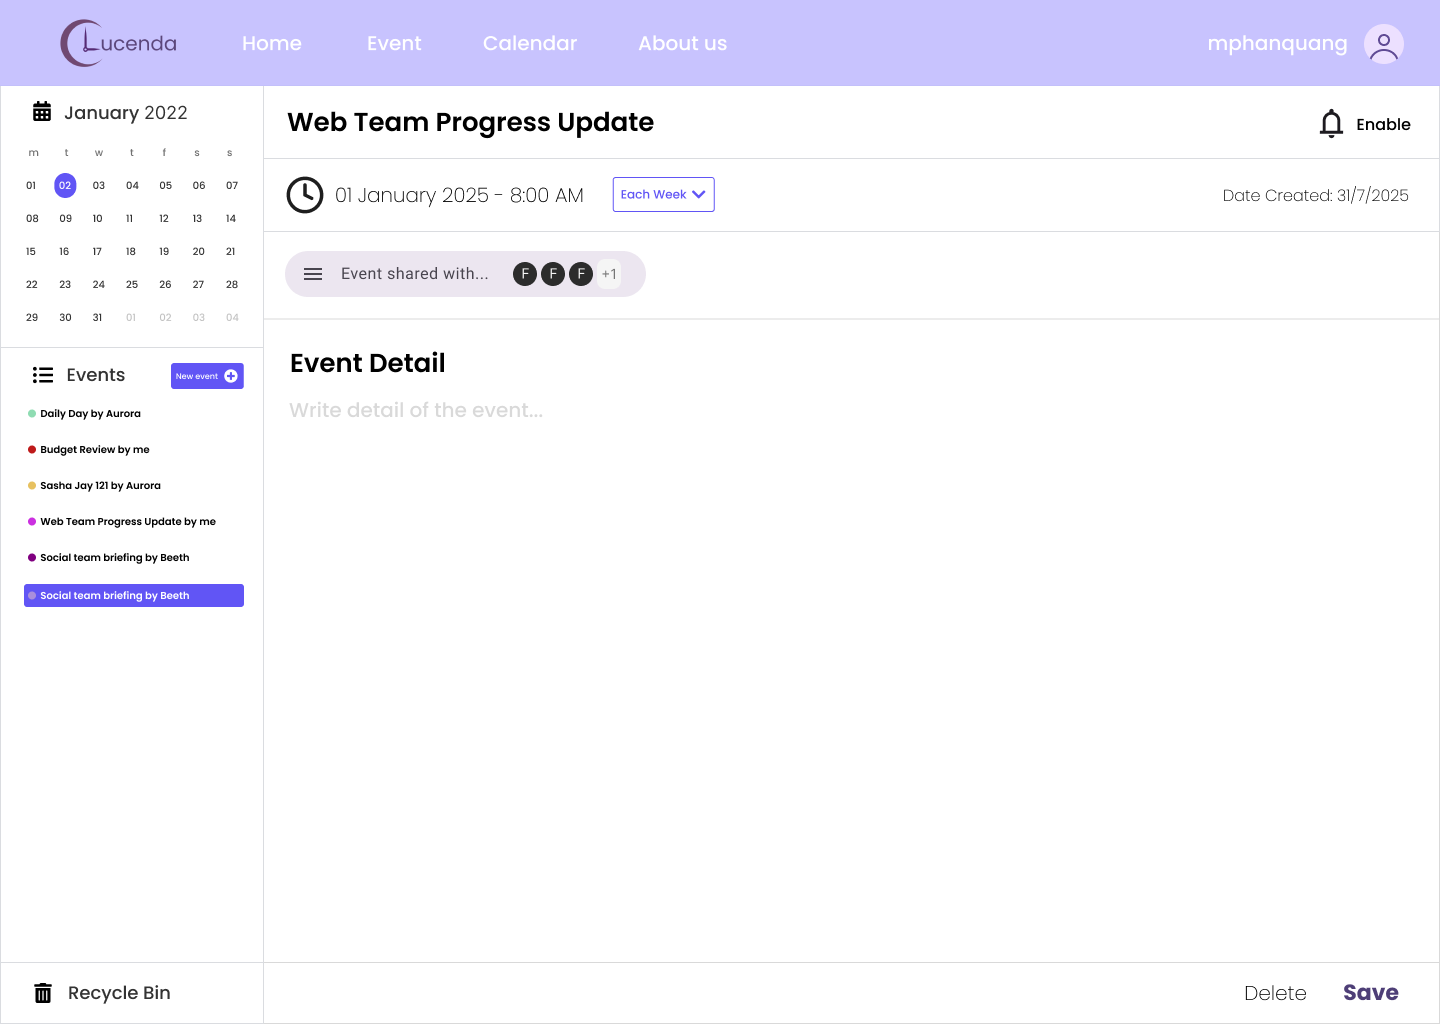 Lucenda Home Event Calendar About us mphanquang
January 2022
m t w t f s s
01 02 03 04 05 06 07
08 09 10 11 12 13 14
15 16 17 18 19 20 21
22 23 24 25 26 27 28
29 30 31 01 02 03 04
Events New event
Daily Day by Aurora
Budget Review by me
Sasha Jay 121 by Aurora
Web Team Progress Update by me
Social team briefing by Beeth
Social team briefing by Beeth
Recycle Bin
Web Team Progress Update Enable
01 January 2025 - 8:00 AM Each Week Date Created: 31/7/2025
Event shared with... F F F +1
Event Detail
Write detail of the event...
Delete Save